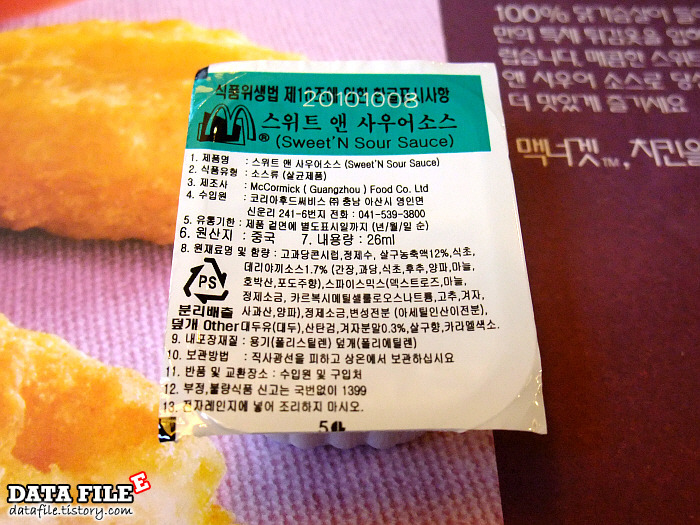 100% 닭가슴살이 들
만의 특재 튀김옷을 입
럽습니다. 매콤한 스위
앤 사우어 소스로
더 맛있게 즐기세요
맥너겟™, 치킨의
식품위생법 제10조에 의한 한글표시사항
20101008
® 스위트 앤 사우어소스
(Sweet'N Sour Sauce)
1. 제품명 : 스위트 앤 사우어소스 (Sweet'N Sour Sauce)
2. 식품유형 : 소스류 (살균제품)
3. 제조사 : McCormick ( Guangzhou ) Food Co. Ltd
4. 수입원 : 코리아후드써비스 ㈜ 충남 아산시 영인면
신운리 241-6번지 전화 : 041-539-3800
5. 유통기한 : 제품 겉면에 별도표시일까지 (년/월/일 순)
6. 원산지 : 중국 7. 내용량 : 26ml
8. 원재료명 및 함량 : 고과당콘시럽, 정제수, 살구농축액12%, 식초,
데리야끼소스1.7% (간장, 과당, 식초, 후추, 양파, 마늘,
호박산, 포도주향), 스파이스믹스(덱스트로즈, 마늘,
정제소금, 카르복시메틸셀룰로오스나트륨, 고추, 겨자,
사과산, 양파), 정제소금, 변성전분 (아세틸인산이전분),
대두유(대두), 산탄검, 겨자분말0.3%, 살구향, 카라멜색소.
PS
분리배출
덮개 Other
9. 내포장재질 : 용기(폴리스틸렌) 덮개(폴리에틸렌)
10. 보관방법 : 직사광선을 피하고 상온에서 보관하십시요
11. 반품 및 교환장소 : 수입원 및 구입처
12. 부정,불량식품 신고는 국번없이 1399
13. 전자레인지에 넣어 조리하지 마시오.
DATA FILE E
datafile.tistory.com